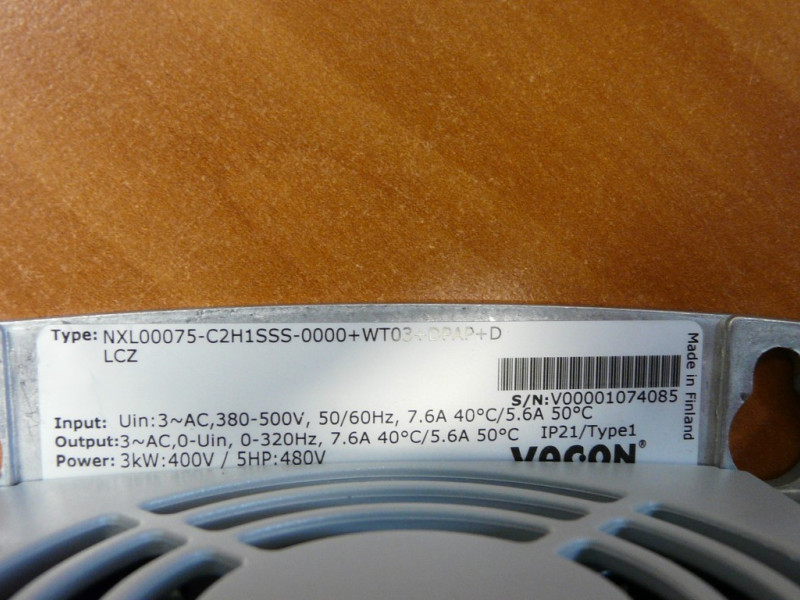 Type: NXL00075-C2H1SSS-0000+WT03+DPAP+D
LCZ
S/N:V00001074085
Made in Finland
Input: Uin:3~AC,380-500V, 50/60Hz, 7.6A 40°C/5.6A 50°C
Output:3~AC,0-Uin, 0-320Hz, 7.6A 40°C/5.6A 50°C IP21/Type1
Power: 3kW:400V / 5HP:480V
VACON®